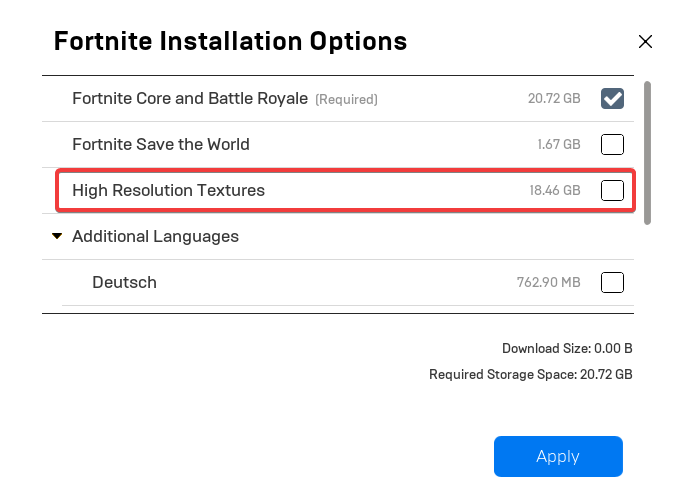 Fortnite Installation Options
Fortnite Core and Battle Royale (Required) 20.72 GB
Fortnite Save the World 1.67 GB
High Resolution Textures 18.46 GB
Additional Languages
Deutsch 762.90 MB
Download Size: 0.00 B
Required Storage Space: 20.72 GB
Apply